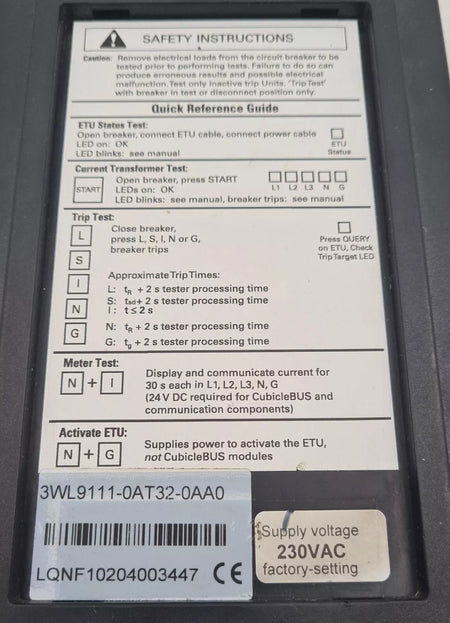 SAFETY INSTRUCTIONS
Caution: Remove electrical loads from the circuit breaker to be
tested prior to performing tests. Failure to do so can
produce erroneous results and possible electrical
malfunction. Test only inactive trip Units. 'Trip Test'
with breaker in test or disconnect position only.
Quick Reference Guide
ETU Status Test:
Open breaker, connect ETU cable, connect power cable
LED on: OK
LED blinks: see manual
ETU
Status
Current Transformer Test:
START
Open breaker, press START
LEDs on: OK
LED blinks: see manual, breaker trips: see manual
L1 L2 L3 N G
Trip Test:
L
S
I
N
G
Close breaker,
press L, S, I, N or G,
breaker trips
Press QUERY
on ETU, Check
Trip Target LED
Approximate Trip Times:
L: tR + 2 s tester processing time
S: tsd + 2 s tester processing time
I: t ≤ 2 s
N: tR + 2 s tester processing time
G: tg + 2 s tester processing time
Meter Test:
N + I
Display and communicate current for
30 s each in L1, L2, L3, N, G
(24 V DC required for CubicleBUS and
communication components)
Activate ETU:
N + G
Supplies power to activate the ETU,
not CubicleBUS modules
3WL9111-0AT32-0AA0
LQNF10204003447 CE
Supply voltage
230VAC
factory-setting